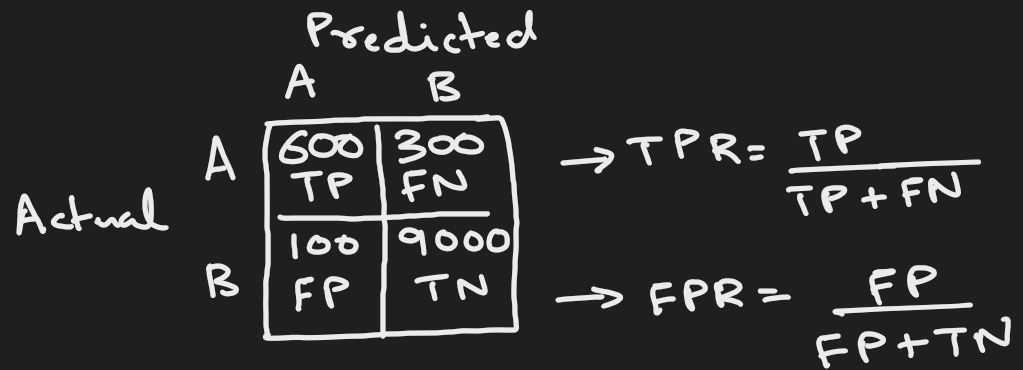 Predicted
A B
A 600 300 → TPR = TP / TP + FN
TP FN
Actual
100 9000
B FP TN → FPR = FP / FP + TN